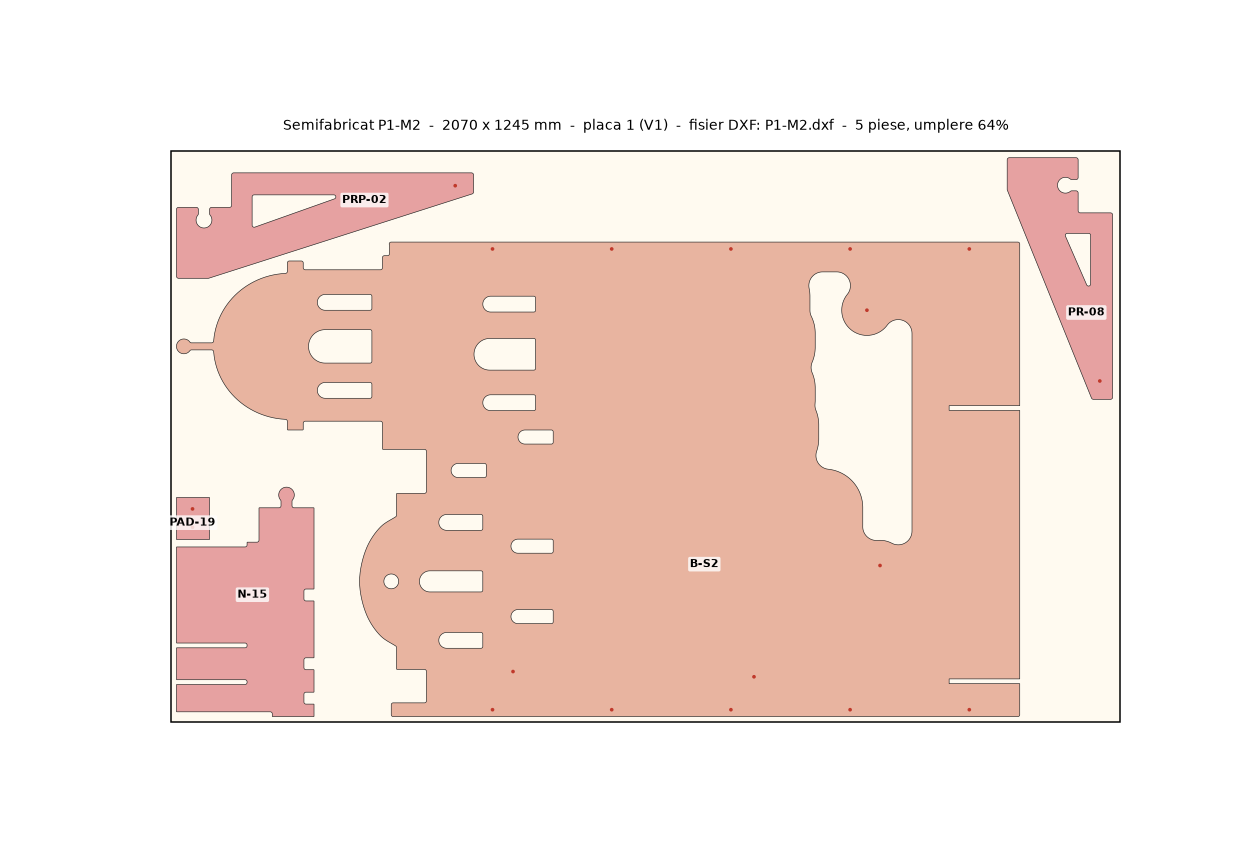 Semifabricat P1-M2 - 2070 x 1245 mm - placa 1 (V1) - fisier DXF: P1-M2.dxf - 5 piese, umplere 64%
PRP-02
PR-08
PAD-19
B-S2
N-15